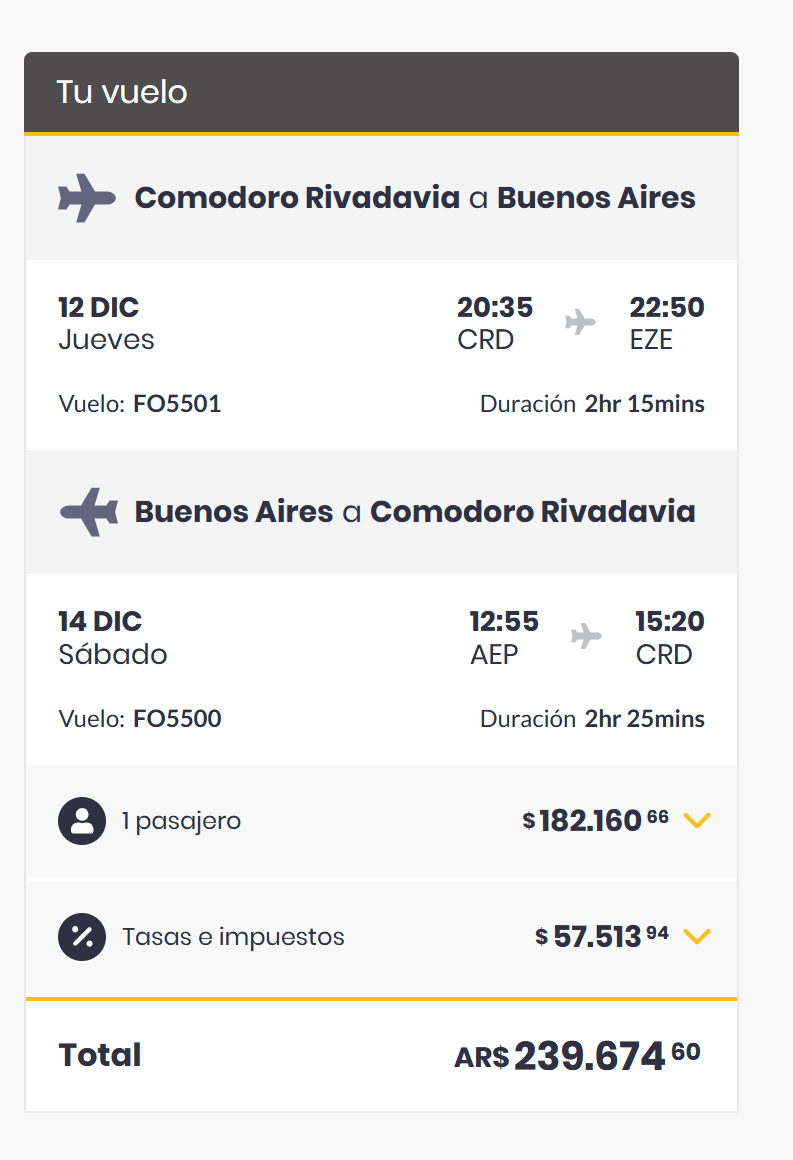 Tu vuelo
Comodoro Rivadavia a Buenos Aires
12 DIC 20:35 22:50
Jueves CRD EZE
Vuelo: FO5501 Duración 2hr 15mins
Buenos Aires a Comodoro Rivadavia
14 DIC 12:55 15:20
Sábado AEP CRD
Vuelo: FO5500 Duración 2hr 25mins
1 pasajero $182.160 66
Tasas e impuestos $57.513 94
Total AR$239.674 60